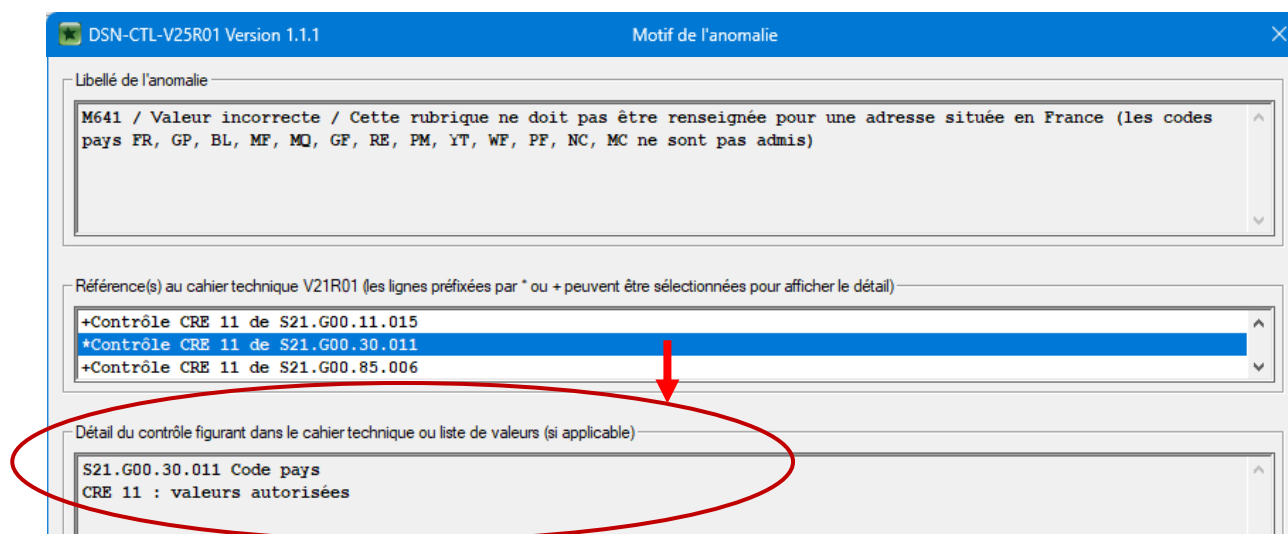 DSN-CTL-V25R01 Version 1.1.1 Motif de l'anomalie
Libellé de l'anomalie
M641 / Valeur incorrecte / Cette rubrique ne doit pas être renseignée pour une adresse située en France (les codes
pays FR, GP, BL, MF, MQ, GF, RE, PM, YT, WF, PF, NC, MC ne sont pas admis)
Référence(s) au cahier technique V21R01 (les lignes préfixées par * ou + peuvent être sélectionnées pour afficher le détail)
+Contrôle CRE 11 de S21.G00.11.015
*Contrôle CRE 11 de S21.G00.30.011
+Contrôle CRE 11 de S21.G00.85.006
Détail du contrôle figurant dans le cahier technique ou liste de valeurs (si applicable)
S21.G00.30.011 Code pays
CRE 11 : valeurs autorisées